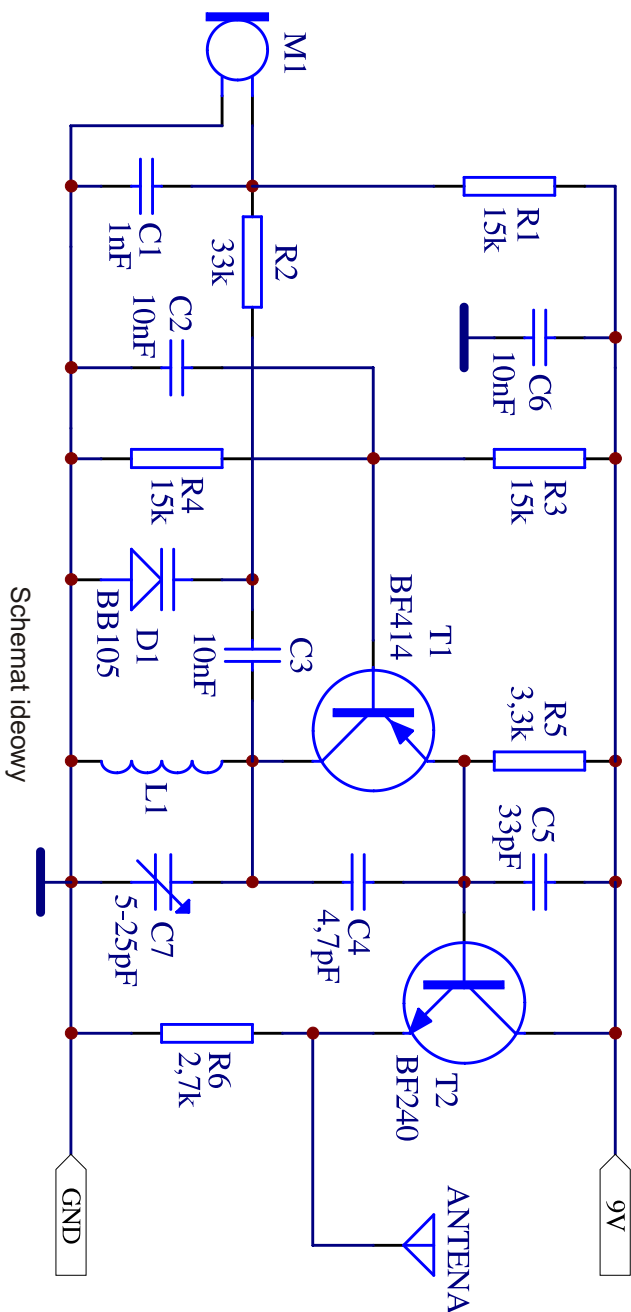 M1
R1
15k
C6
10nF
R3
15k
R5
3,3k
C5
33pF
9V
ANTENA
T1
BF414
T2
BF240
R2
33k
C2
10nF
C3
10nF
C4
4,7pF
C1
1nF
R4
15k
D1
BB105
L1
C7
5-25pF
R6
2,7k
GND
Schemat ideowy